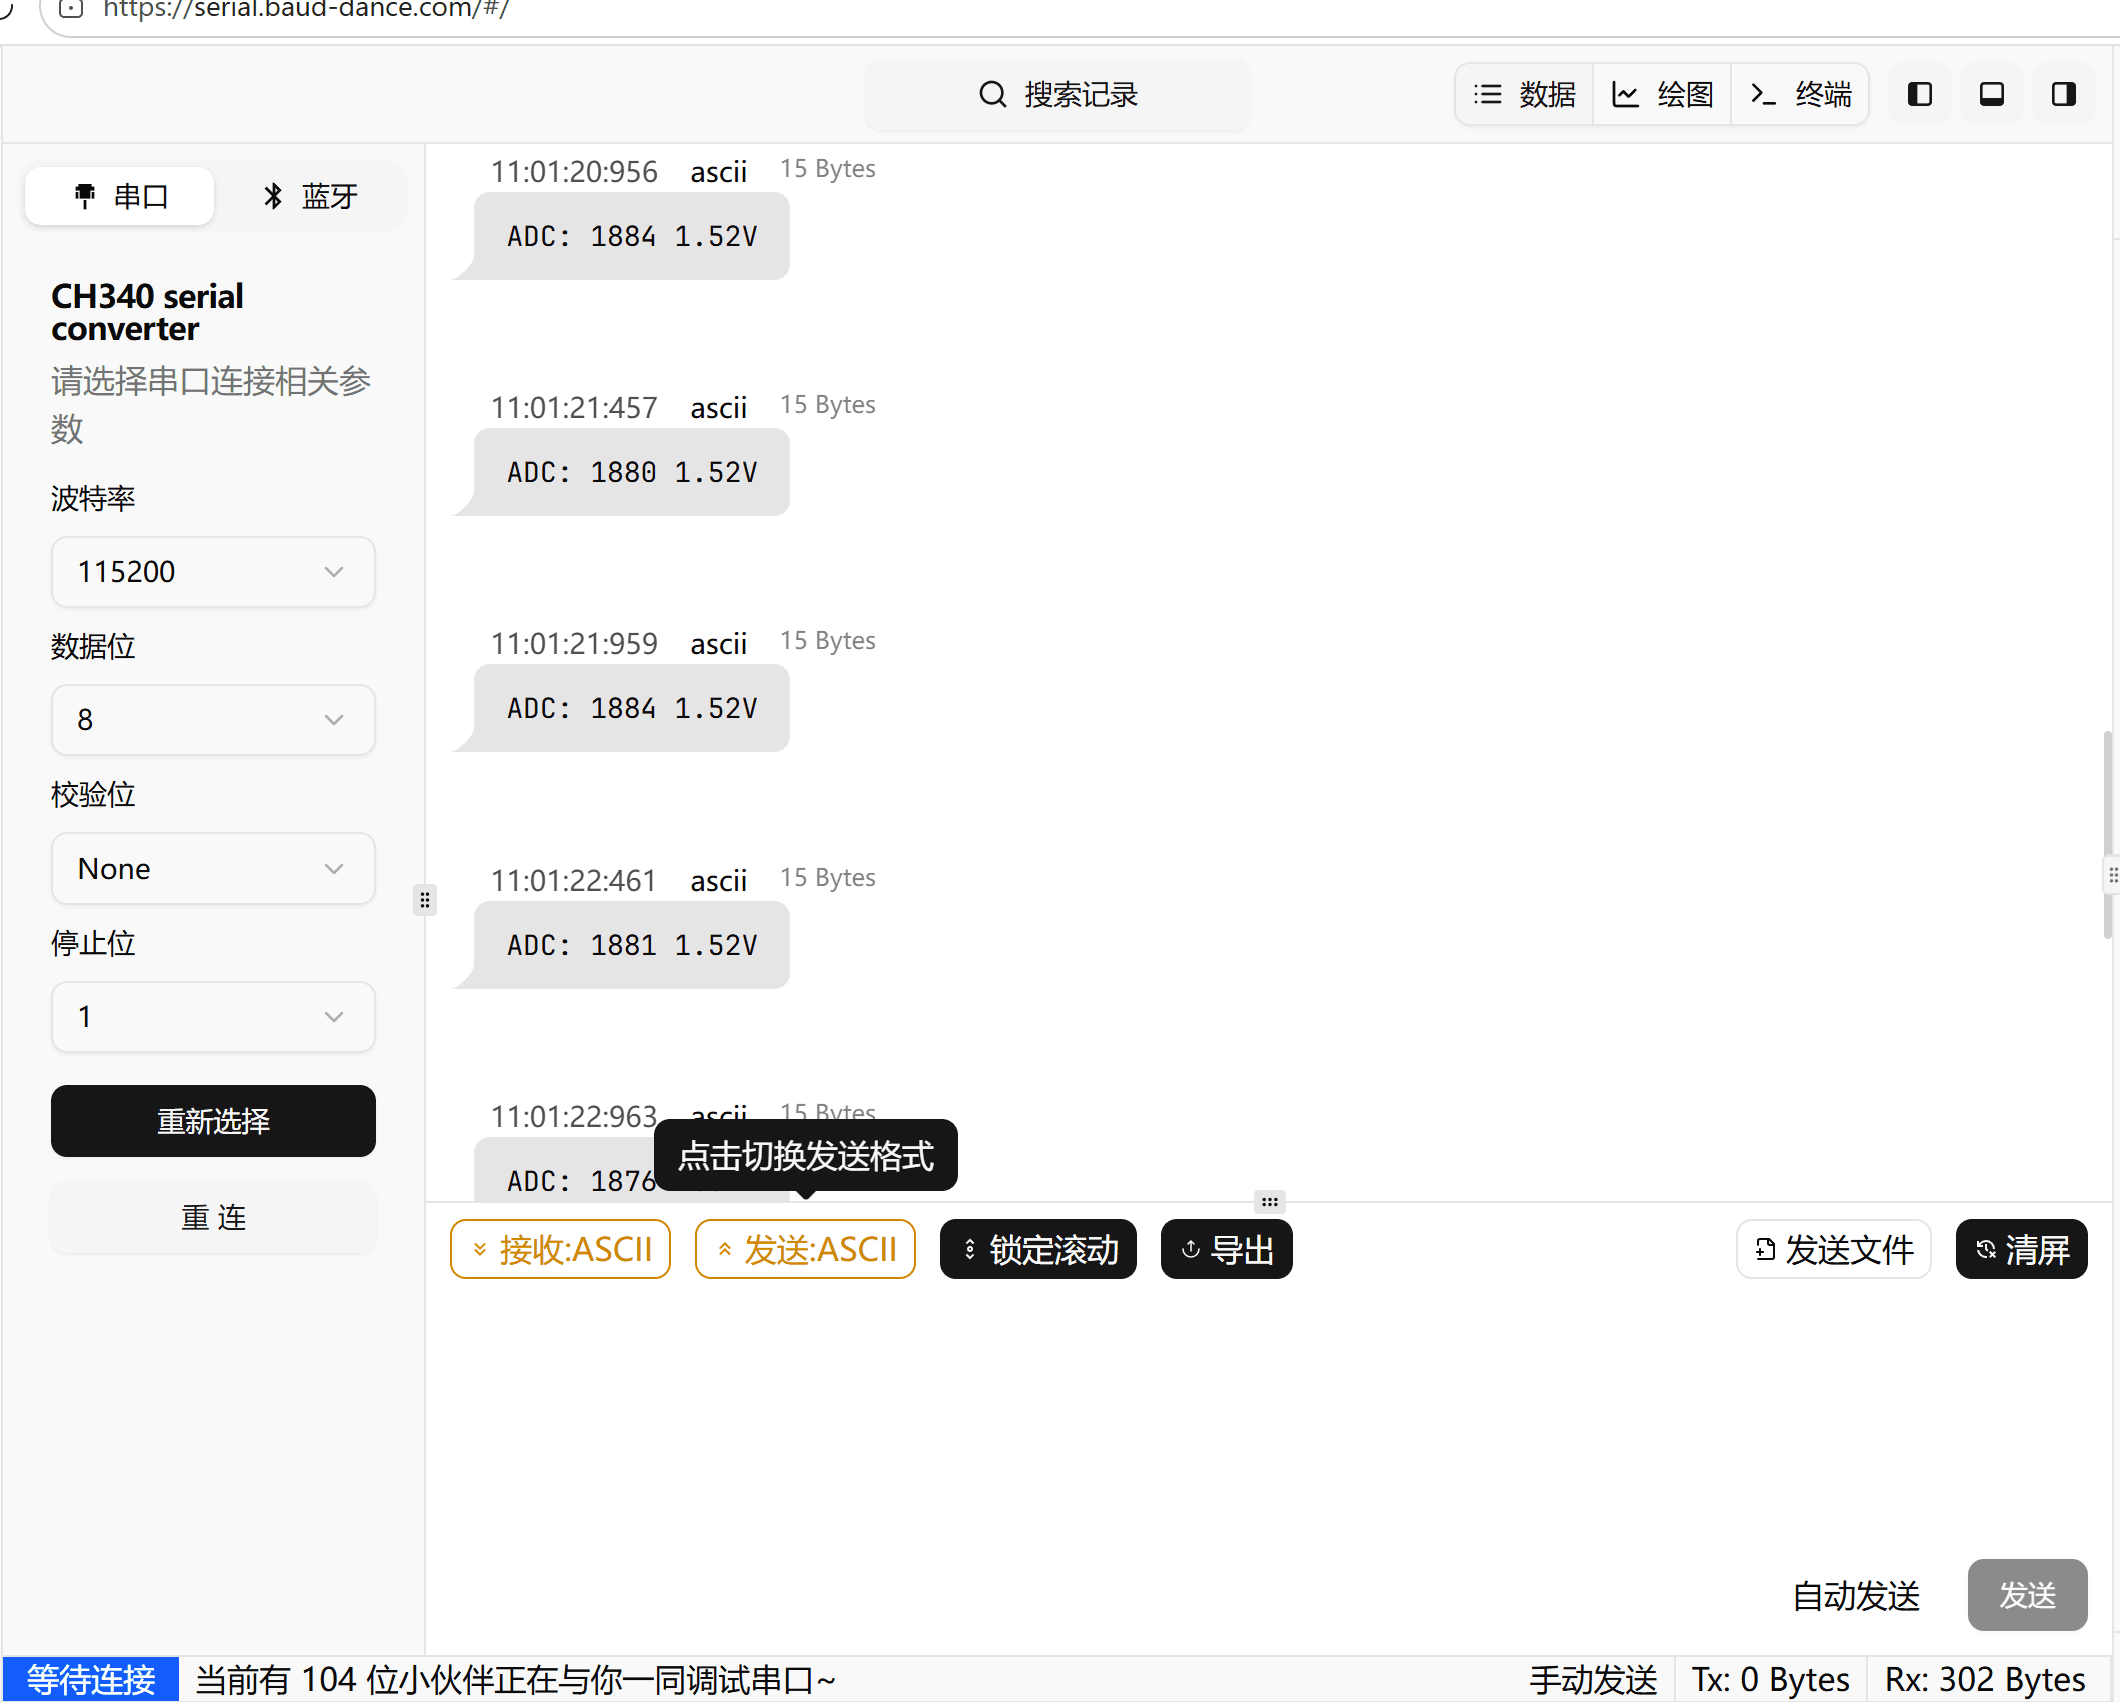 https://serial.baud-dance.com/#/
搜索记录
数据
绘图
终端
串口
蓝牙
CH340 serial
converter
请选择串口连接相关参
数
波特率
115200
数据位
8
校验位
None
停止位
1
重新选择
重 连
11:01:20:956 ascii 15 Bytes
ADC: 1884 1.52V
11:01:21:457 ascii 15 Bytes
ADC: 1880 1.52V
11:01:21:959 ascii 15 Bytes
ADC: 1884 1.52V
11:01:22:461 ascii 15 Bytes
ADC: 1881 1.52V
11:01:22:963 ascii 15 Bytes
ADC: 1876
点击切换发送格式
接收:ASCII
发送:ASCII
锁定滚动
导出
发送文件
清屏
自动发送
发送
等待连接
当前有 104 位小伙伴正在与你一同调试串口~
手动发送
Tx: 0 Bytes
Rx: 302 Bytes